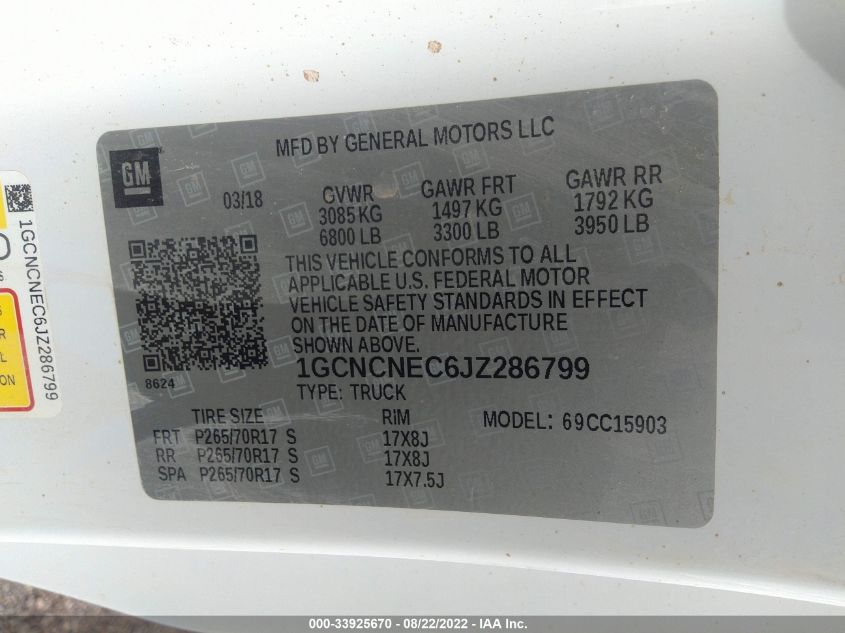 MFD BY GENERAL MOTORS LLC
GM
03/18
GVWR GAWR FRT GAWR RR
3085 KG 1497 KG 1792 KG
6800 LB 3300 LB 3950 LB
THIS VEHICLE CONFORMS TO ALL
APPLICABLE U.S. FEDERAL MOTOR
VEHICLE SAFETY STANDARDS IN EFFECT
ON THE DATE OF MANUFACTURE
SHOWN ABOVE.
8624
1GCNCNEC6JZ286799
TYPE: TRUCK
TIRE SIZE RIM MODEL: 69CC15903
FRT P265/70R17 S 17X8J
RR P265/70R17 S 17X8J
SPA P265/70R17 S 17X7.5J
1GCNCNEC6JZ286799
000-33925670 - 08/22/2022 - IAA Inc.